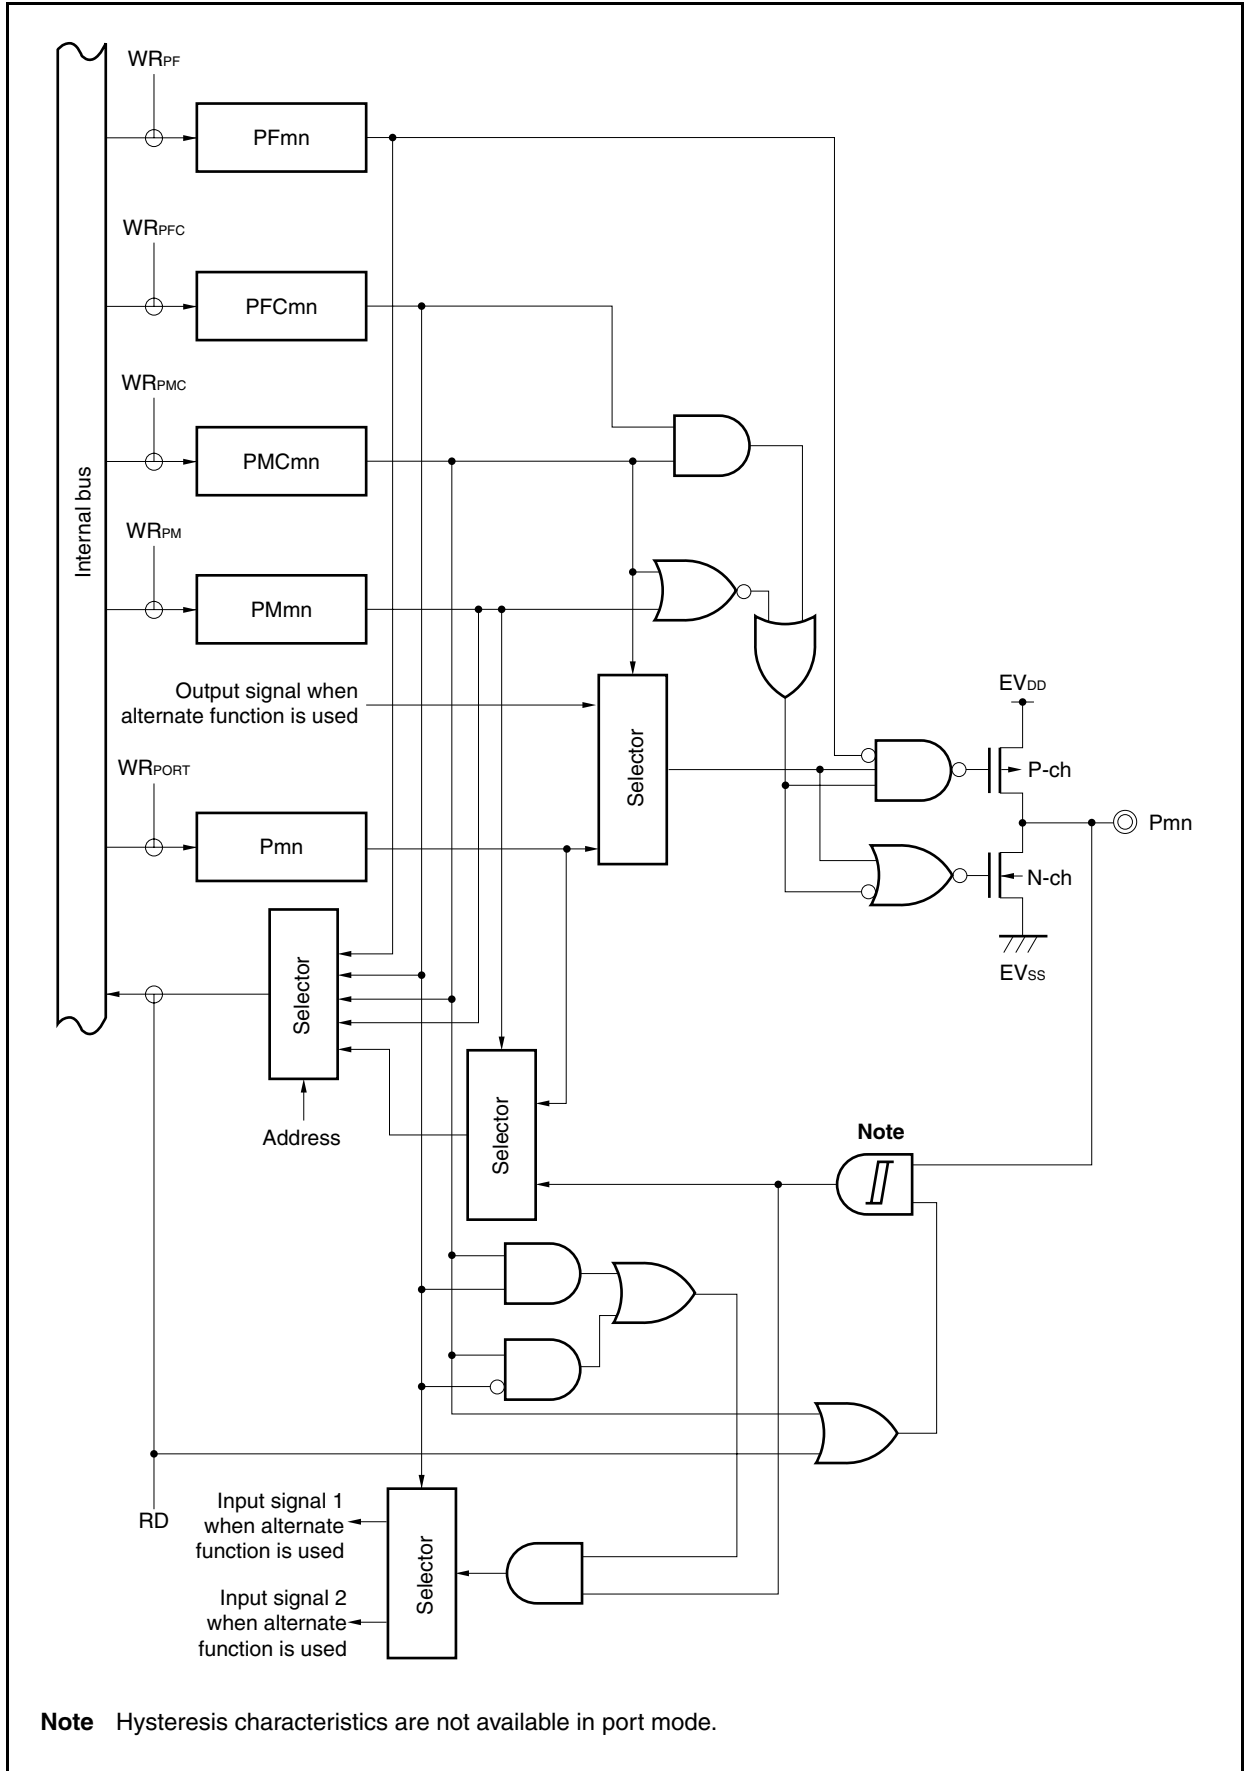 WRPF
PFmn
WRPFC
PFCmn
WRPMC
PMCmn
Internal bus
WRPM
PMmn
Output signal when
alternate function is used
Selector
EVDD
P-ch
WRPORT
Pmn
Pmn
N-ch
EVSS
Selector
Address
Selector
Note
RD
Input signal 1
when alternate
function is used
Selector
Input signal 2
when alternate
function is used
Note Hysteresis characteristics are not available in port mode.